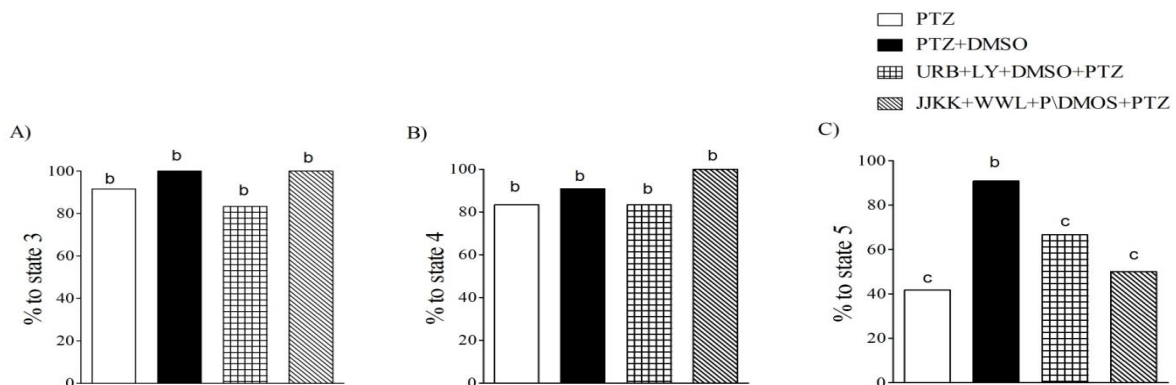 PTZ
PTZ+DMSO
URB+LY+DMSO+PTZ
JJKK+WWL+P\DMOS+PTZ
A)
b b b b
100
80
60
40
20
0
% to state 3
B)
b b b b
100
80
60
40
20
0
% to state 4
C)
c b c c
100
80
60
40
20
0
% to state 5